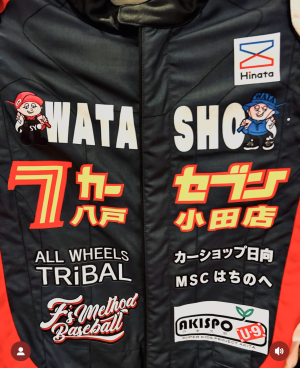 Hinata
WATA SHO
7カー八戸
セブン小田店
ALL WHEELS
TRiBAL
カーショップ日向
MSC はちのへ
F's Method
Baseball
AKISPO U-9